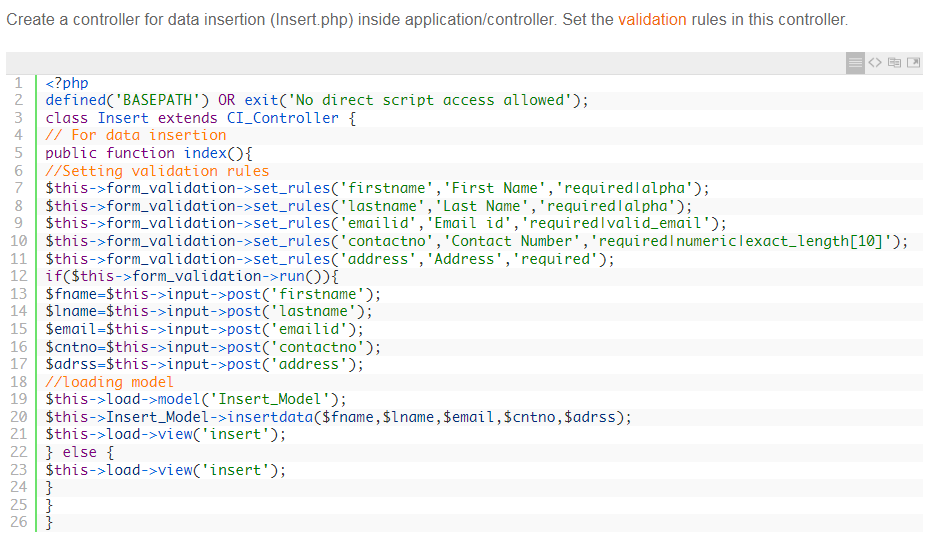 Create a controller for data insertion (Insert.php) inside application/controller. Set the validation rules in this controller.
1 <?php
2 defined('BASEPATH') OR exit('No direct script access allowed');
3 class Insert extends CI_Controller {
4 // For data insertion
5 public function index(){
6 //Setting validation rules
7 $this->form_validation->set_rules('firstname','First Name','required|alpha');
8 $this->form_validation->set_rules('lastname','Last Name','required|alpha');
9 $this->form_validation->set_rules('emailid','Email id','required|valid_email');
10 $this->form_validation->set_rules('contactno','Contact Number','required|numeric|exact_length[10]');
11 $this->form_validation->set_rules('address','Address','required');
12 if($this->form_validation->run()){
13 $fname=$this->input->post('firstname');
14 $lname=$this->input->post('lastname');
15 $email=$this->input->post('emailid');
16 $cntno=$this->input->post('contactno');
17 $adrss=$this->input->post('address');
18 //loading model
19 $this->load->model('Insert_Model');
20 $this->Insert_Model->insertdata($fname,$lname,$email,$cntno,$adrss);
21 $this->load->view('insert');
22 } else {
23 $this->load->view('insert');
24 }
25 }
26 }